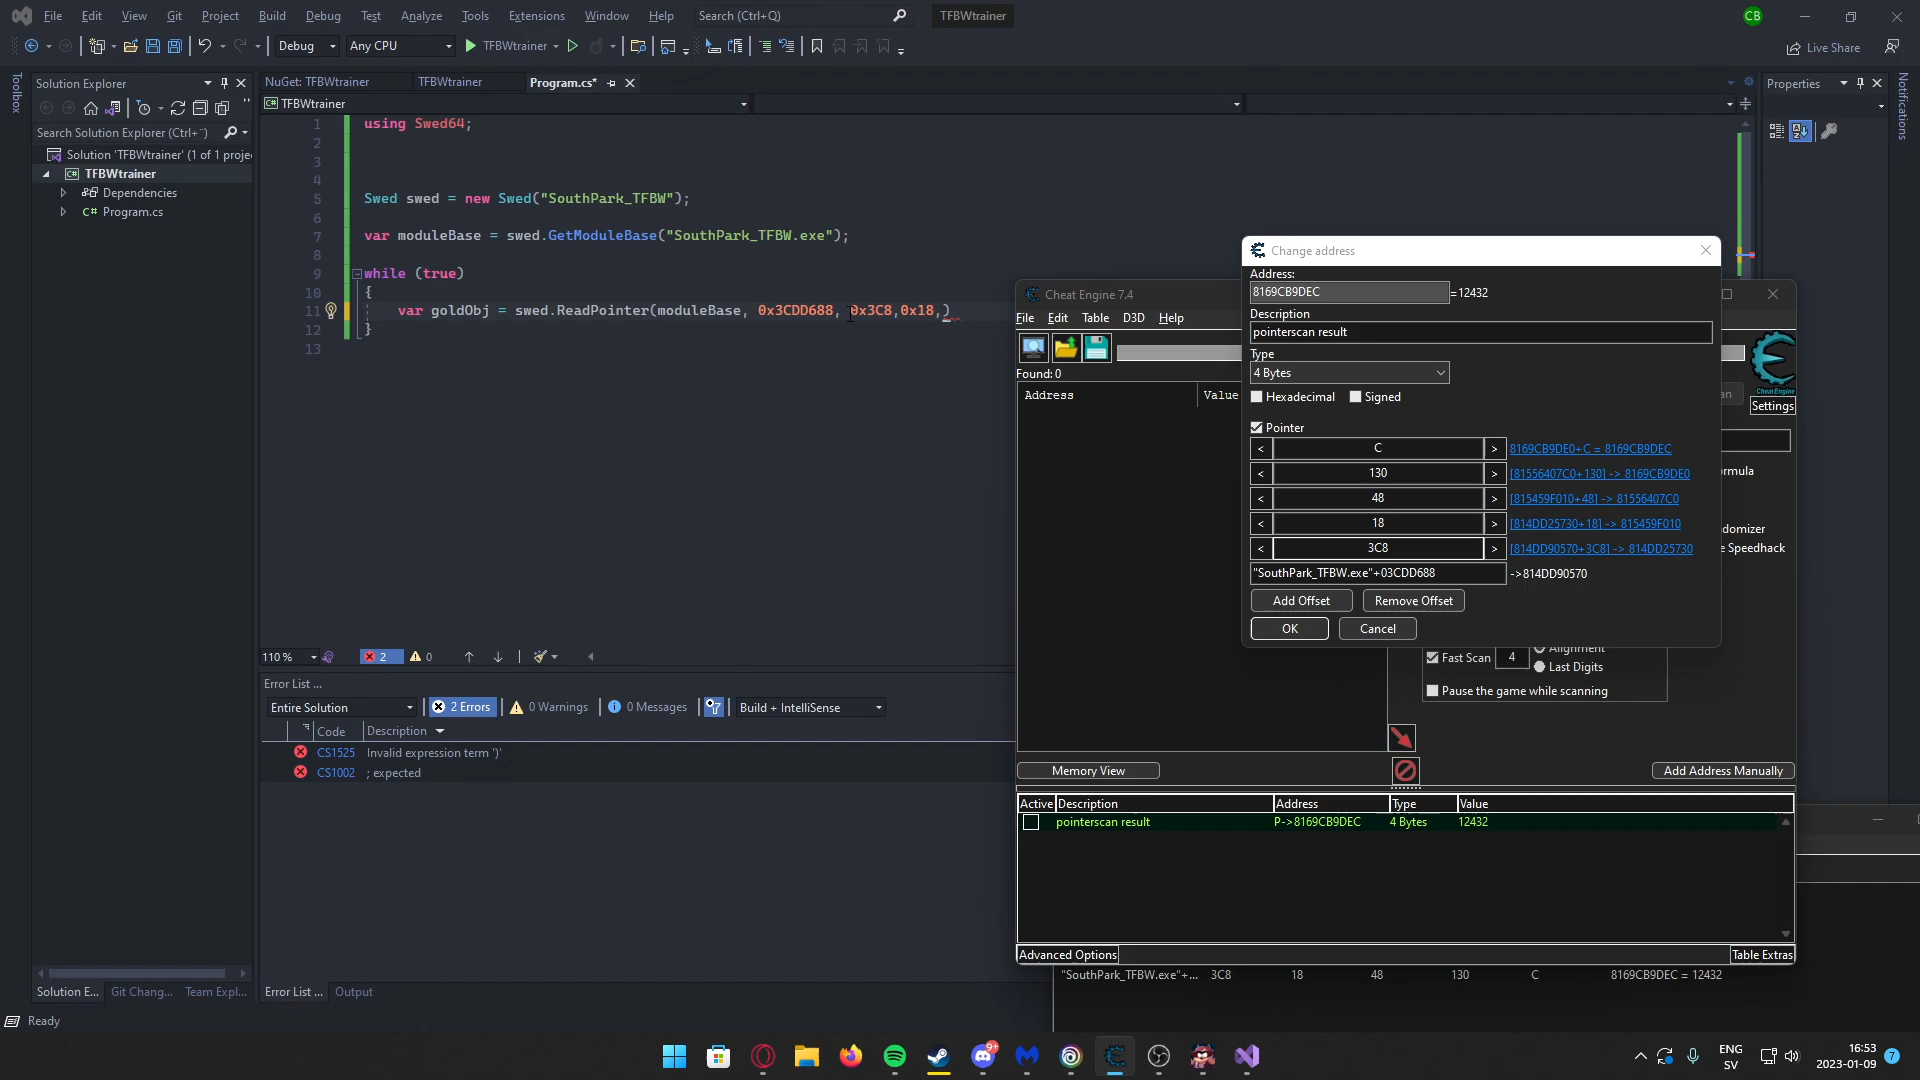 File Edit View Git Project Build Debug Test Analyze Tools Extensions Window Help Search (Ctrl+Q) TFBWtrainer CB
Debug Any CPU TFBWtrainer Live Share
Toolbox
Solution Explorer
Search Solution Explorer (Ctrl+¨)
Solution 'TFBWtrainer' (1 of 1 proje
TFBWtrainer
Dependencies
C# Program.cs
NuGet: TFBWtrainer TFBWtrainer Program.cs*
C# TFBWtrainer
1 using Swed64;
2
3
4
5 Swed swed = new Swed("SouthPark_TFBW");
6
7 var moduleBase = swed.GetModuleBase("SouthPark_TFBW.exe");
8
9 while (true)
10 {
11 var goldObj = swed.ReadPointer(moduleBase, 0x3CDD688, 0x3C8,0x18,)
12 }
13
110 % 2 0
Error List ...
Entire Solution 2 Errors 0 Warnings 0 Messages Build + IntelliSense
Code Description
CS1525 Invalid expression term ')'
CS1002 ; expected
Solution E... Git Chang... Team Expl...
Error List ... Output
Ready
Properties
Notifications
Cheat Engine 7.4
File Edit Table D3D Help
Found: 0
Address Value
Cheat Engine
Settings
an
rmula
domizer
e Speedhack
Fast Scan 4 Alignment
Last Digits
Pause the game while scanning
Memory View Add Address Manually
Active Description Address Type Value
pointerscan result P->8169CB9DEC 4 Bytes 12432
Advanced Options Table Extras
Change address
Address:
8169CB9DEC =12432
Description
pointerscan result
Type
4 Bytes
Hexadecimal Signed
Pointer
< C > 8169CB9DE0+C = 8169CB9DEC
< 130 > [81556407C0+130] -> 8169CB9DE0
< 48 > [815459F010+48] -> 81556407C0
< 18 > [814DD25730+18] -> 815459F010
< 3C8 > [814DD90570+3C8] -> 814DD25730
"SouthPark_TFBW.exe"+03CDD688 ->814DD90570
Add Offset Remove Offset
OK Cancel
"SouthPark_TFBW.exe"+... 3C8 18 48 130 C 8169CB9DEC = 12432
9+
ENG
SV
16:53
2023-01-09
7